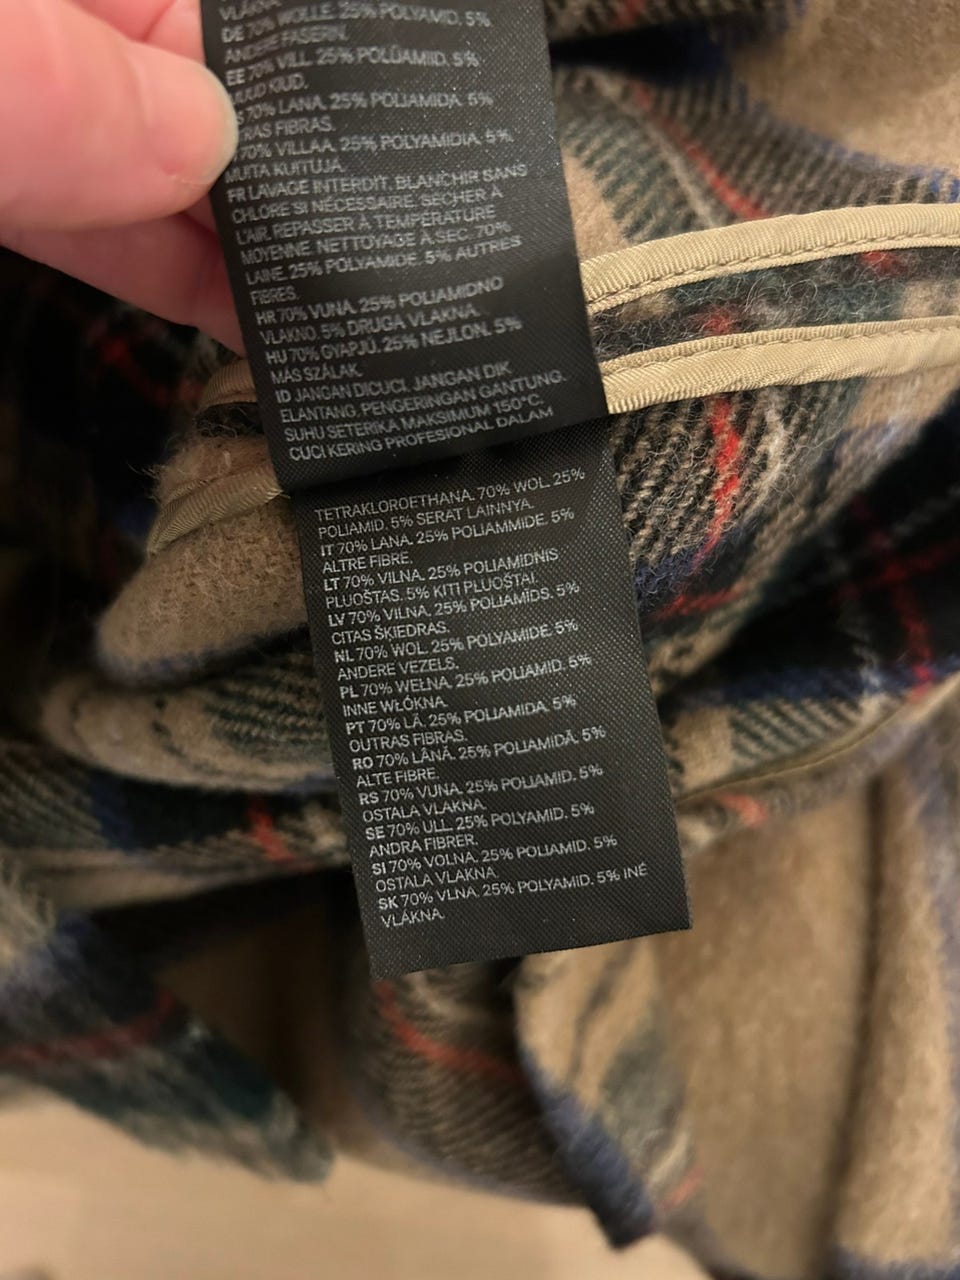 VLÁKNA.
DE 70% WOLLE. 25% POLYAMID. 5%
ANDERE FASERN.
EE 70% VILL. 25% POLÜAMID. 5%
KIUD.
70% LANA. 25% POLIAMIDA. 5%
FIBRAS.
70% VILLAA. 25% POLYAMIDIA. 5%
MUITA KUITUJA.
FR LAVAGE INTERDIT. BLANCHIR SANS
CHLORE SI NÉCESSAIRE. SÉCHER À
L'AIR. REPASSER À TEMPÉRATURE
MOYENNE NETTOYAGE À SEC. 70%
LAINE. 25% POLYAMIDE. 5% AUTRES
FIBRES.
HR 70% VUNA. 25% POLIAMIDNO
VLAKNO. 5% DRUGA VLAKNA.
HU 70% GYAPJÚ. 25% NEJLON. 5%
MÁS SZÁLAK.
ID JANGAN DICUCI. JANGAN DIK
ELANTANG. PENGERINGAN GANTUNG.
SUHU SETERIKA MAKSIMUM 150°C.
CUCI KERING PROFESIONAL DALAM
TETRAKLOROETHANA. 70% WOL. 25%
POLIAMID. 5% SERAT LAINNYA.
IT 70% LANA. 25% POLIAMMIDE. 5%
ALTRE FIBRE.
LT 70% VILNA. 25% POLIAMIDNIS
PLUOŠTAS. 5% KITI PLUOŠTAI.
LV 70% VILNA. 25% POLIAMĪDS. 5%
CITAS ŠĶIEDRAS.
NL 70% WOL. 25% POLYAMIDE. 5%
ANDERE VEZELS.
PL 70% WEŁNA. 25% POLIAMID. 5%
INNE WŁÓKNA.
PT 70% LÃ. 25% POLIAMIDA. 5%
OUTRAS FIBRAS.
RO 70% LÂNĂ. 25% POLIAMIDĂ. 5%
ALTE FIBRE.
RS 70% VUNA. 25% POLIAMID. 5%
OSTALA VLAKNA.
SE 70% ULL. 25% POLYAMID. 5%
ANDRA FIBRER.
SI 70% VOLNA. 25% POLIAMID. 5%
OSTALA VLAKNA.
SK 70% VLNA. 25% POLYAMID. 5% INÉ
VLÁKNA.